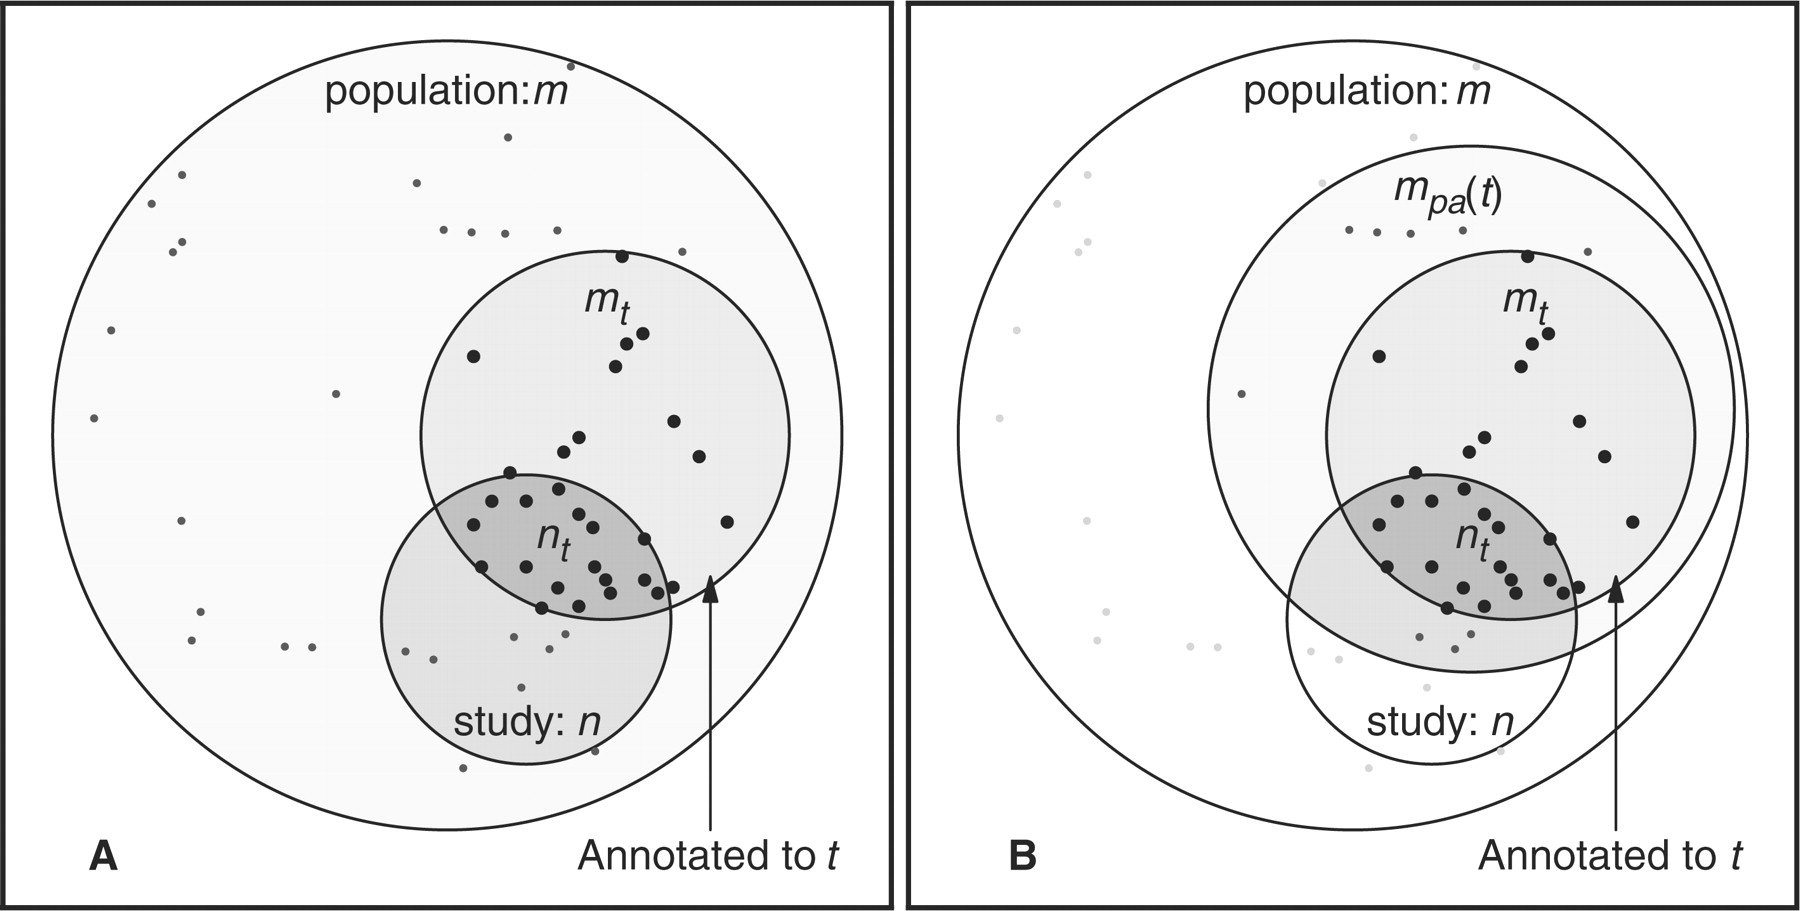 population: m
m_t
n_t
study: n
A
Annotated to t
population: m
m_pa(t)
m_t
n_t
study: n
B
Annotated to t